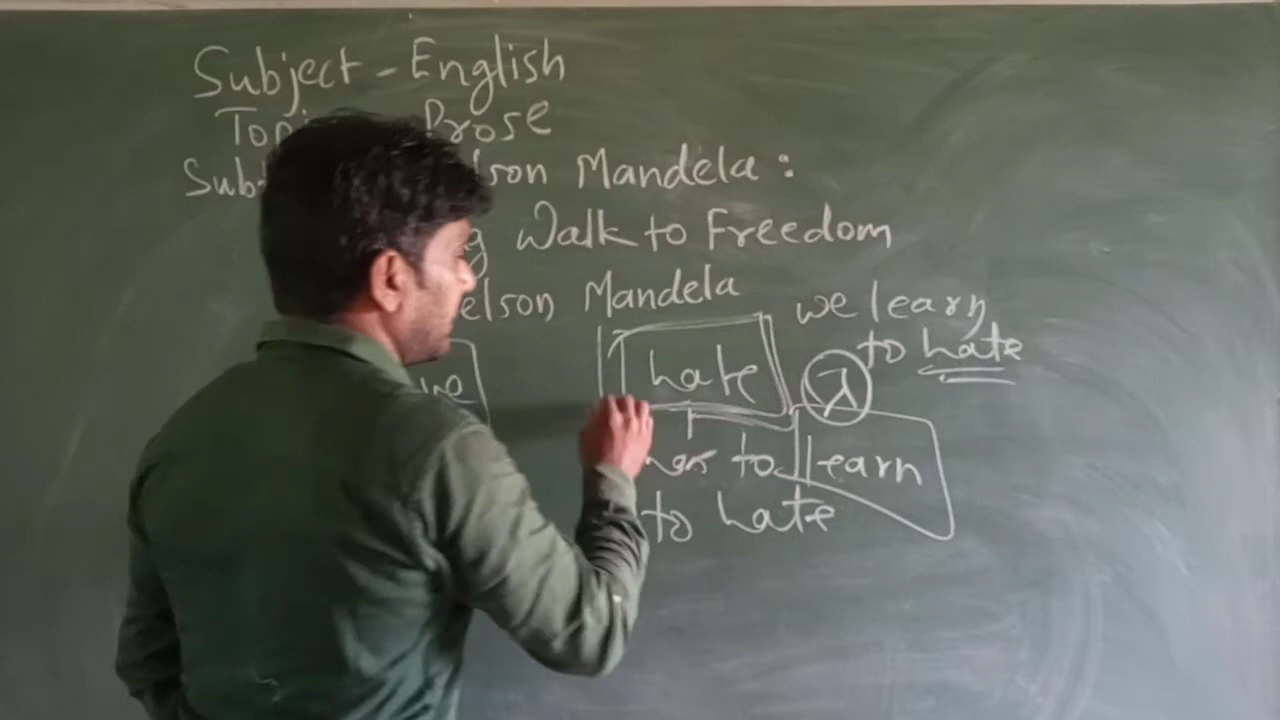 Subject - English
Prose
Mandela :
Walk to Freedom
Mandela
we learn
to hate
hate
to learn
to hate